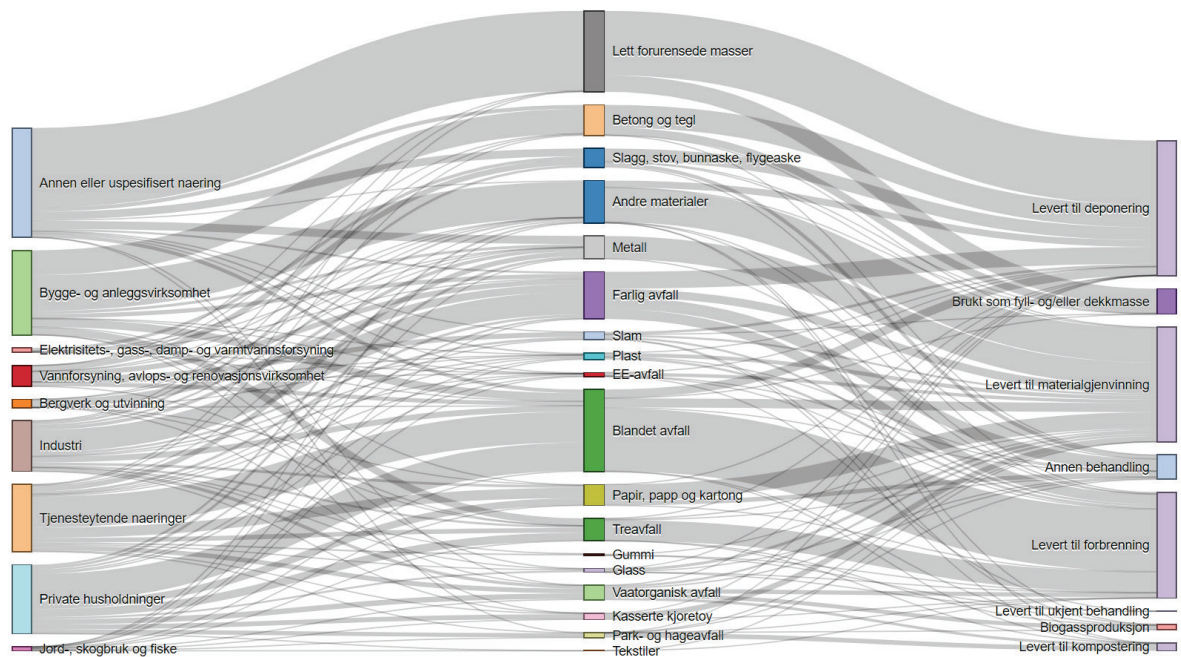 Annen eller uspesifisert naering
Bygge- og anleggsvirksomhet
Elektrisitets-, gass-, damp- og varmtvannsforsyning
Vannforsyning, avlops- og renovasjonsvirksomhet
Bergverk og utvinning
Industri
Tjenesteytende naeringer
Private husholdninger
Jord-, skogbruk og fiske
Lett forurensede masser
Betong og tegl
Slagg, stov, bunnaske, flygeaske
Andre materialer
Metall
Farlig avfall
Slam
Plast
EE-avfall
Blandet avfall
Papir, papp og kartong
Treavfall
Gummi
Glass
Vaatorganisk avfall
Kasserte kjoretoy
Park- og hageavfall
Tekstiler
Levert til deponering
Brukt som fyll- og/eller dekkmasse
Levert til materialgjenvinning
Annen behandling
Levert til forbrenning
Levert til ukjent behandling
Biogassproduksjon
Levert til kompostering